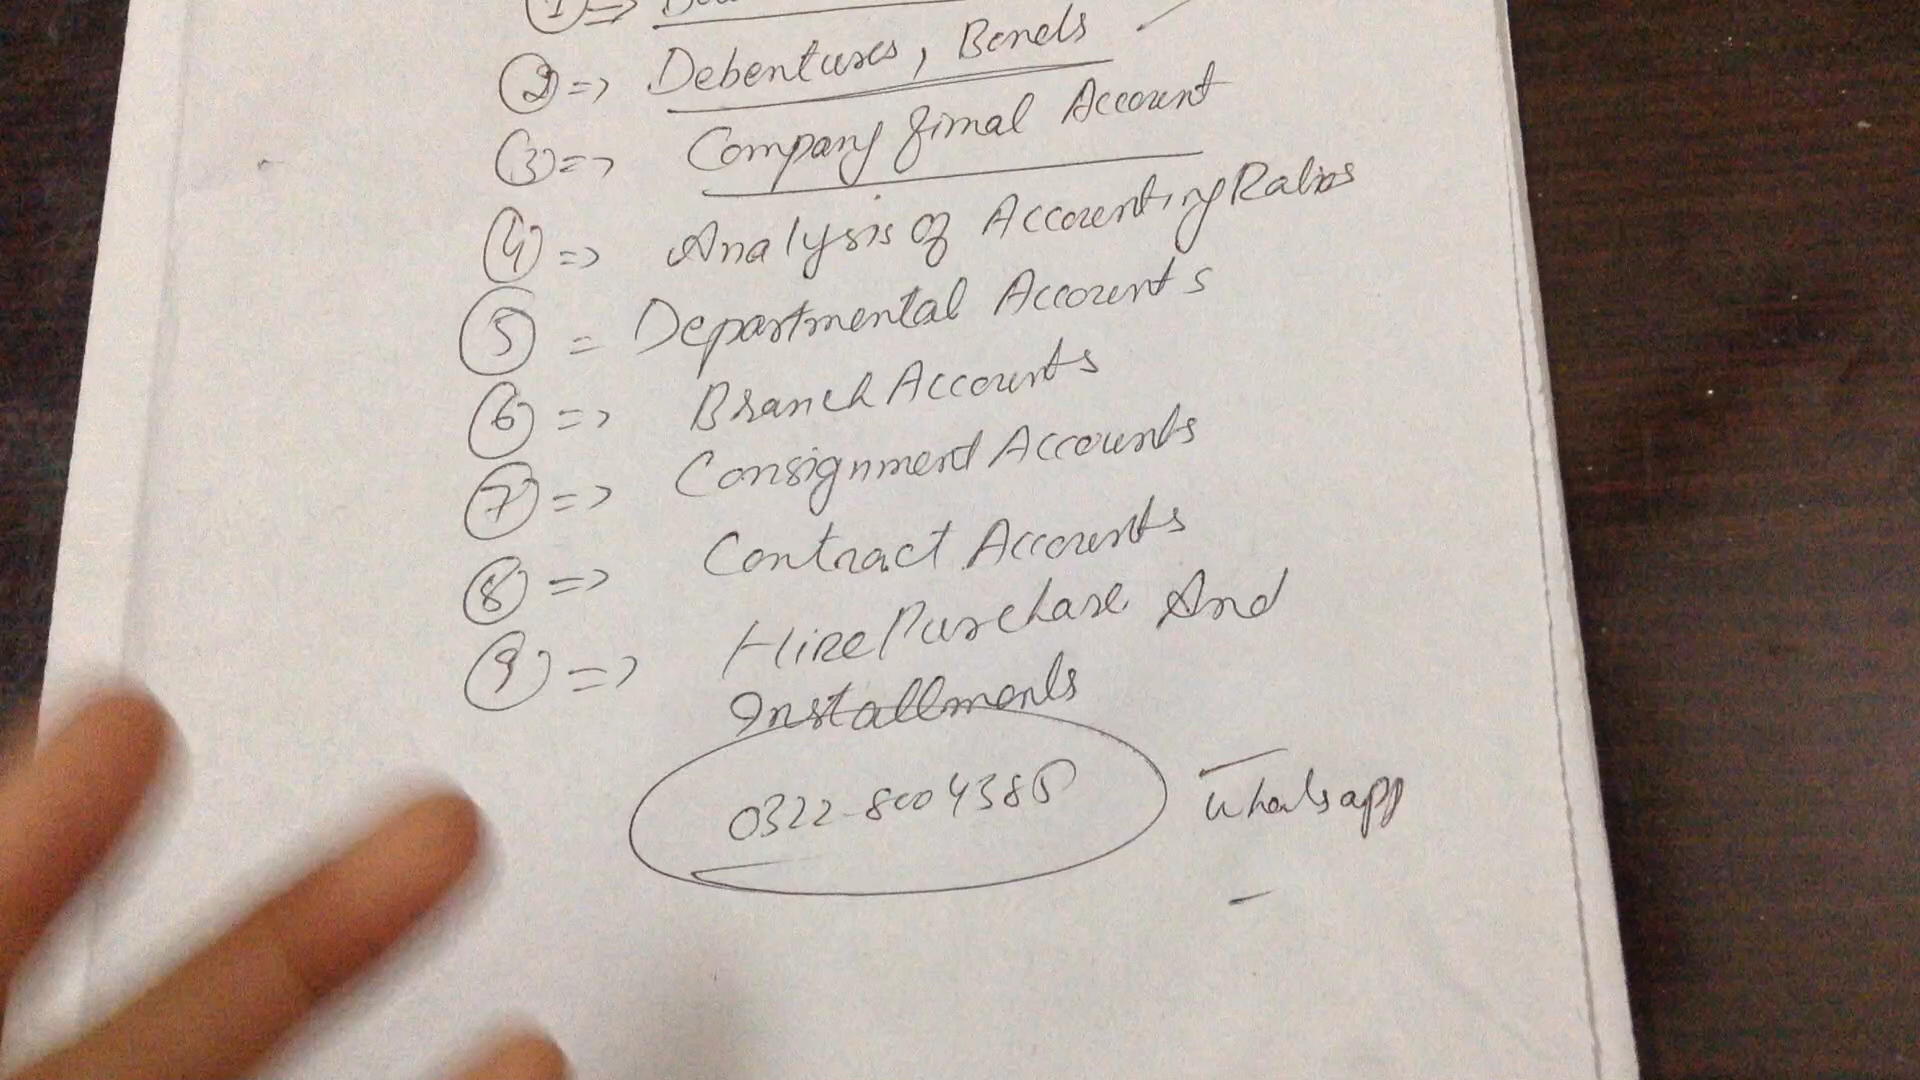 (1) =>
(2) => Debentures, Bonds
(3) => Company final Account
(4) => Analysis of Accounting Ratios
(5) = Departmental Accounts
(6) => Branch Accounts
(7) => Consignment Accounts
(8) => Contract Accounts
(9) => Hire Purchase And
Installments
0322-8004385 Whatsapp